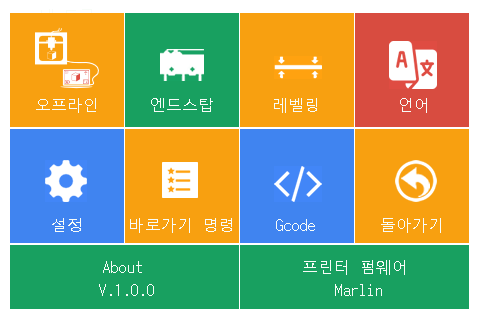 오프라인
엔드스탑
레벨링
언어
설정
바로가기 명령
Gcode
돌아가기
About
V.1.0.0
프린터 펌웨어
Marlin